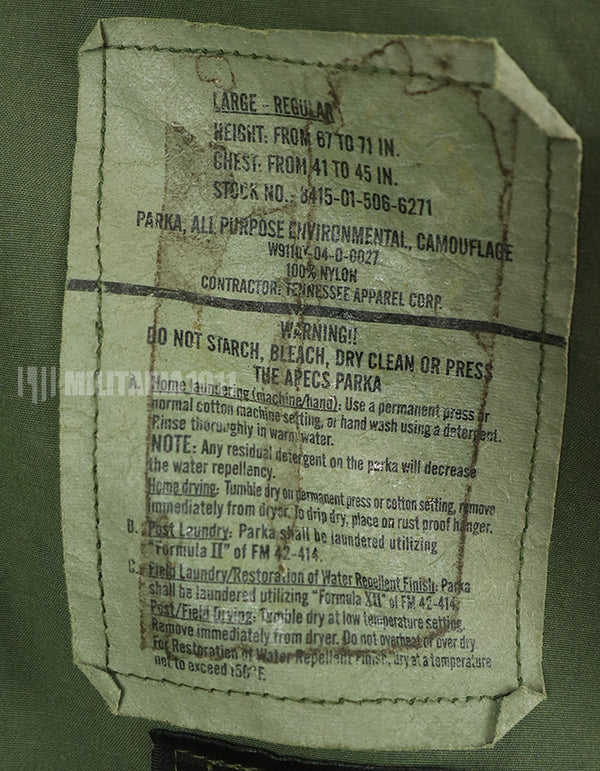 LARGE - REGULAR
HEIGHT: FROM 67 TO 71 IN.
CHEST: FROM 41 TO 45 IN.
STOCK NO.: 8415-01-506-6271
PARKA, ALL PURPOSE ENVIRONMENTAL, CAMOUFLAGE
W911QY-04-D-0027
100% NYLON
CONTRACTOR: TENNESSEE APPAREL CORP.
WARNING!!
DO NOT STARCH, BLEACH, DRY CLEAN OR PRESS
THE APECS PARKA
A. Home laundering (machine/hand): Use a permanent press or
normal cotton machine setting, or hand wash using a detergent.
Rinse thoroughly in warm water.
NOTE: Any residual detergent on the parka will decrease
the water repellency.
Home drying: Tumble dry on permanent press or cotton setting, remove
immediately from dryer. To drip dry, place on rust proof hanger.
B. Post Laundry: Parka shall be laundered utilizing
"Formula II" of FM 42-414.
C. Field Laundry/Restoration of Water Repellent Finish: Parka
shall be laundered utilizing "Formula XII" of FM 42-414.
Post/Field Drying: Tumble dry at low temperature setting.
Remove immediately from dryer. Do not overheat or over dry.
For Restoration of Water Repellent Finish, dry at a temperature
not to exceed 150°F.
MILITARIA 1911